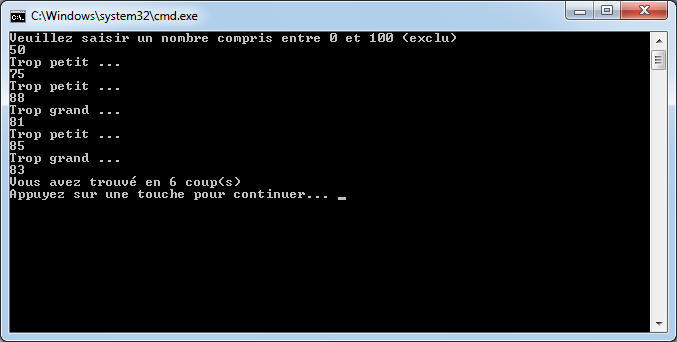 C:\Windows\system32\cmd.exe
Veuillez saisir un nombre compris entre 0 et 100 (exclu)
50
Trop petit ...
75
Trop petit ...
88
Trop grand ...
81
Trop petit ...
85
Trop grand ...
83
Vous avez trouvé en 6 coup(s)
Appuyez sur une touche pour continuer... _